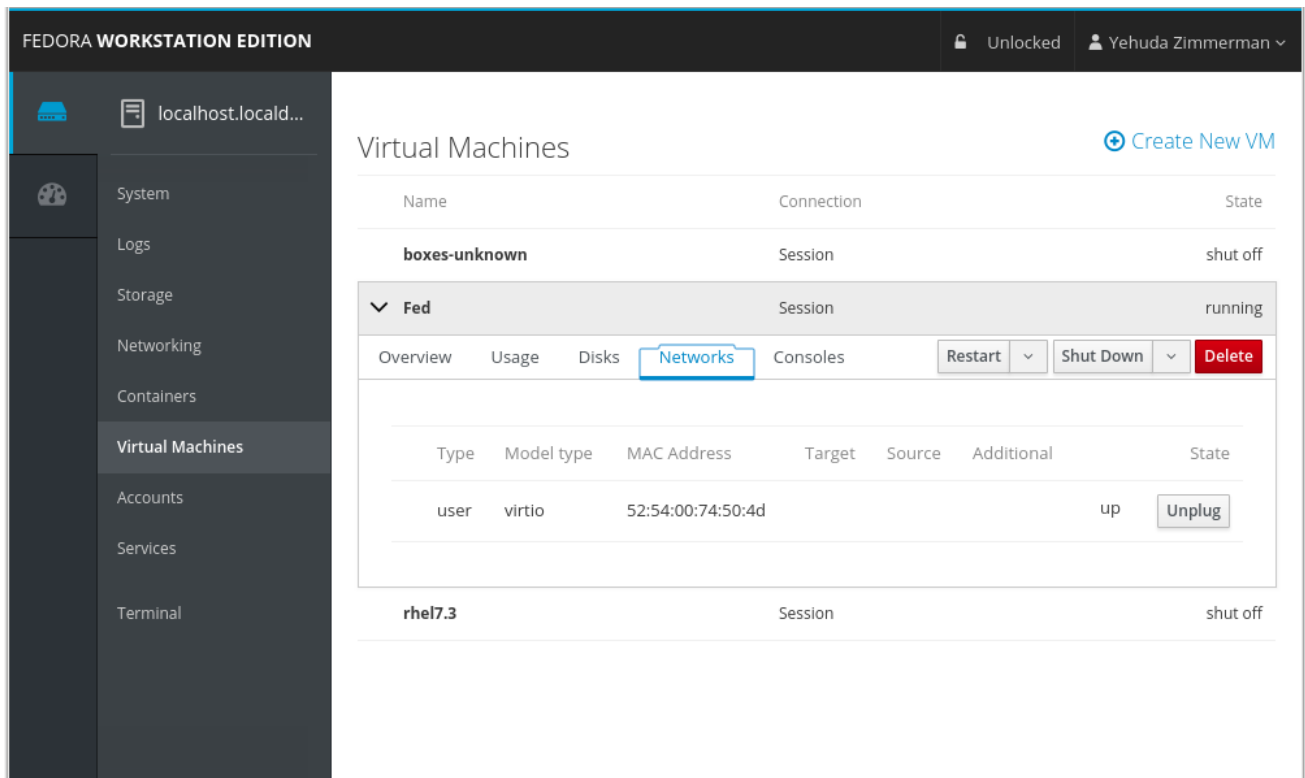 FEDORA WORKSTATION EDITION Unlocked Yehuda Zimmerman
localhost.locald...
System
Logs
Storage
Networking
Containers
Virtual Machines
Accounts
Services
Terminal
Virtual Machines Create New VM
Name Connection State
boxes-unknown Session shut off
Fed Session running
Overview Usage Disks Networks Consoles Restart Shut Down Delete
Type Model type MAC Address Target Source Additional State
user virtio 52:54:00:74:50:4d up Unplug
rhel7.3 Session shut off